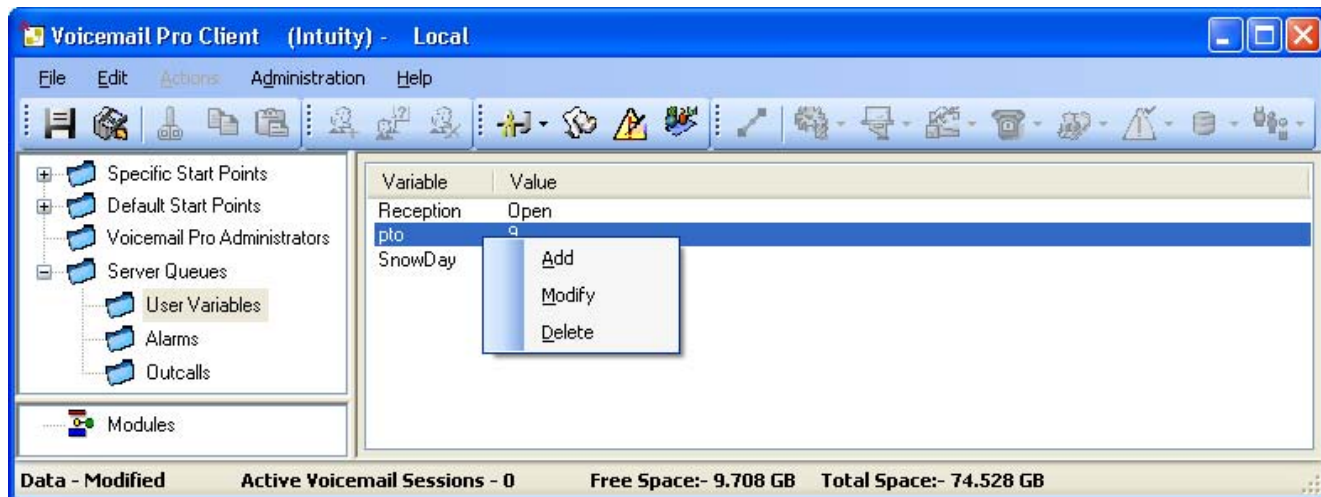 Voicemail Pro Client (Intuity) - Local
File Edit Actions Administration Help
Specific Start Points
Default Start Points
Voicemail Pro Administrators
Server Queues
User Variables
Alarms
Outcalls
Modules
Variable Value
Reception Open
pto 9
SnowDay
Add
Modify
Delete
Data - Modified Active Voicemail Sessions - 0 Free Space:- 9.708 GB Total Space:- 74.528 GB